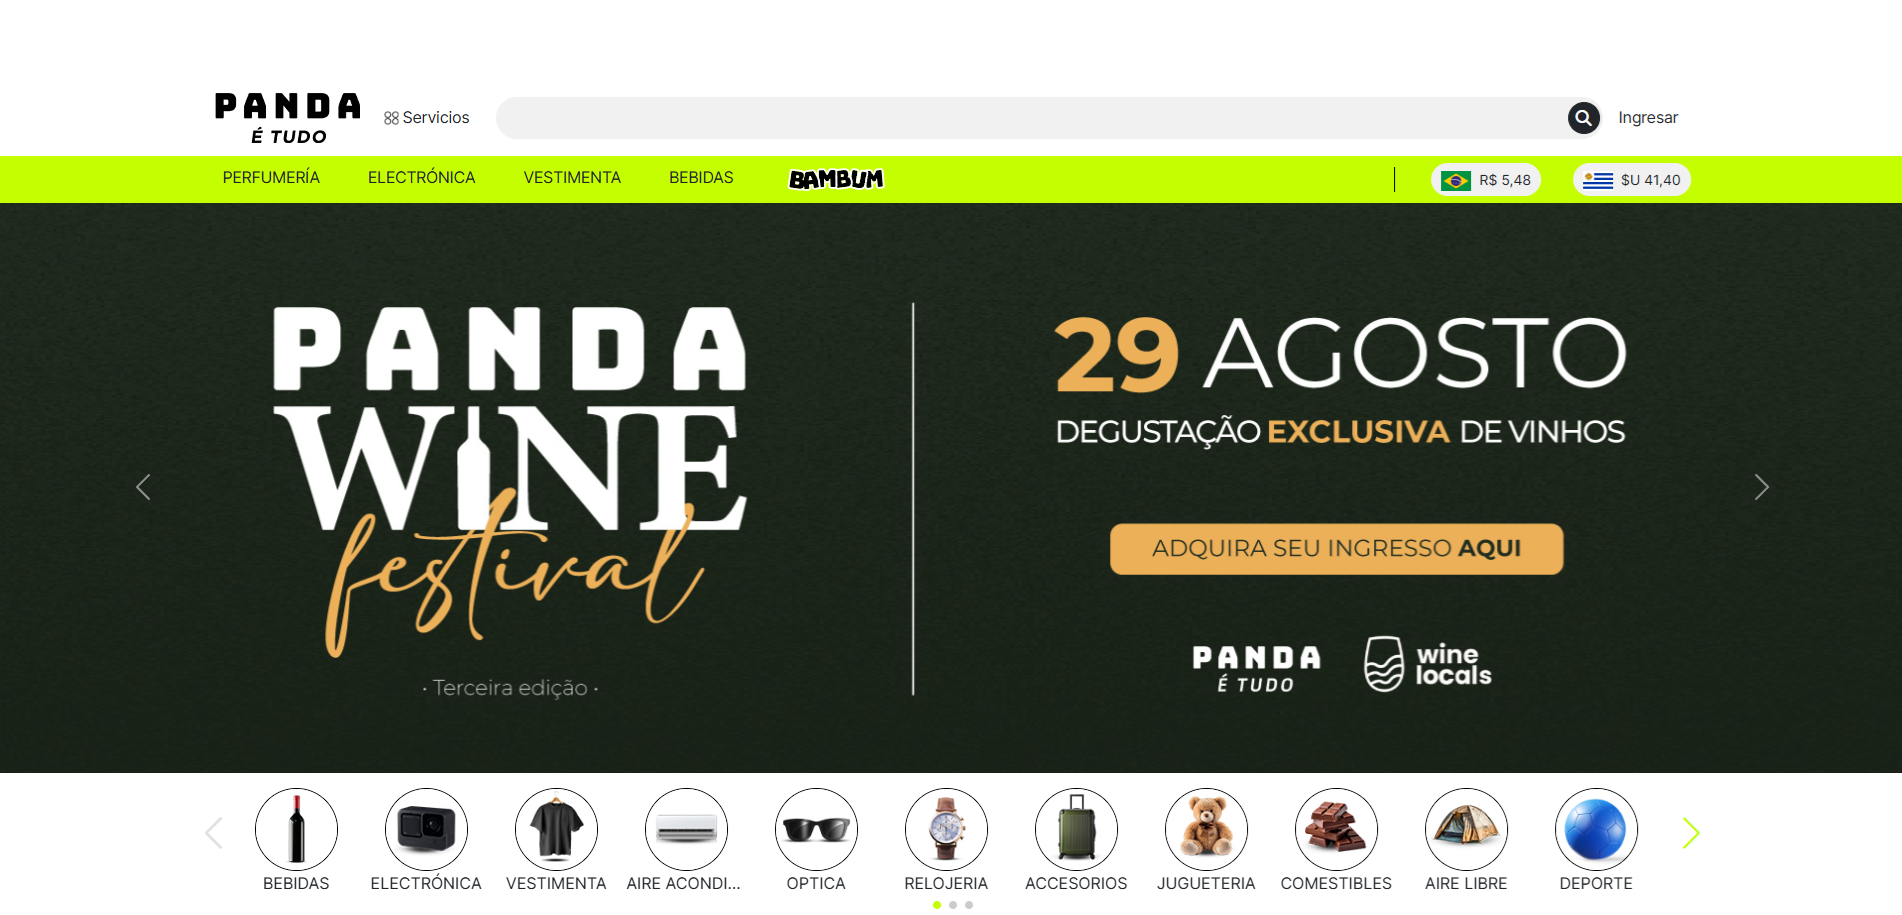 PANDA
É TUDO
Servicios
Ingresar
PERFUMERÍA
ELECTRÓNICA
VESTIMENTA
BEBIDAS
BAMBUM
R$ 5,48
$U 41,40
PANDA
WINE
festival
· Terceira edição ·
29 AGOSTO
DEGUSTAÇÃO EXCLUSIVA DE VINHOS
ADQUIRA SEU INGRESSO AQUI
PANDA
É TUDO
wine
locals
BEBIDAS
ELECTRÓNICA
VESTIMENTA
AIRE ACONDI...
OPTICA
RELOJERIA
ACCESORIOS
JUGUETERIA
COMESTIBLES
AIRE LIBRE
DEPORTE